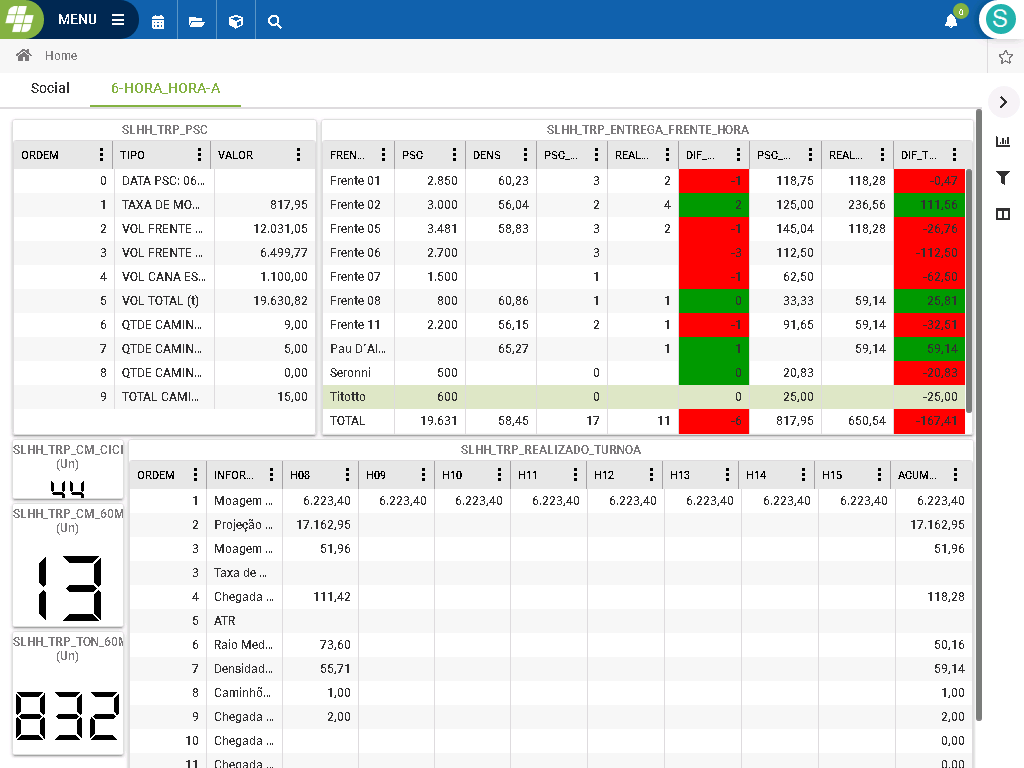 MENU
0
S
Home
Social 6-HORA_HORA-A
SLHH_TRP_PSC
ORDEM TIPO VALOR
0 DATA PSC: 06...
1 TAXA DE MO... 817,95
2 VOL FRENTE ... 12.031,05
3 VOL FRENTE ... 6.499,77
4 VOL CANA ES... 1.100,00
5 VOL TOTAL (t) 19.630,82
6 QTDE CAMIN... 9,00
7 QTDE CAMIN... 5,00
8 QTDE CAMIN... 0,00
9 TOTAL CAMI... 15,00
SLHH_TRP_ENTREGA_FRENTE_HORA
FREN... PSC DENS PSC_... REAL... DIF_... PSC_... REAL... DIF_T...
Frente 01 2.850 60,23 3 2 -1 118,75 118,28 -0,47
Frente 02 3.000 56,04 2 4 2 125,00 236,56 111,56
Frente 05 3.481 58,83 3 2 -1 145,04 118,28 -26,76
Frente 06 2.700 3 -3 112,50 -112,50
Frente 07 1.500 1 -1 62,50 -62,50
Frente 08 800 60,86 1 1 0 33,33 59,14 25,81
Frente 11 2.200 56,15 2 1 -1 91,65 59,14 -32,51
Pau D´Al... 65,27 1 1 59,14 59,14
Seronni 500 0 0 20,83 -20,83
Titotto 600 0 0 25,00 -25,00
TOTAL 19.631 58,45 17 11 -6 817,95 650,54 -167,41
SLHH_TRP_CM_CICL
(Un)
44
SLHH_TRP_CM_60M
(Un)
13
SLHH_TRP_TON_60M
(Un)
832
SLHH_TRP_REALIZADO_TURNOA
ORDEM INFOR... H08 H09 H10 H11 H12 H13 H14 H15 ACUM...
1 Moagem ... 6.223,40 6.223,40 6.223,40 6.223,40 6.223,40 6.223,40 6.223,40 6.223,40 6.223,40
2 Projeção ... 17.162,95 17.162,95
3 Moagem ... 51,96 51,96
3 Taxa de ...
4 Chegada ... 111,42 118,28
5 ATR
6 Raio Med... 73,60 50,16
7 Densidad... 55,71 59,14
8 Caminhõ... 1,00 1,00
9 Chegada ... 2,00 2,00
10 Chegada ... 0,00
11 Chegada ... 0,00